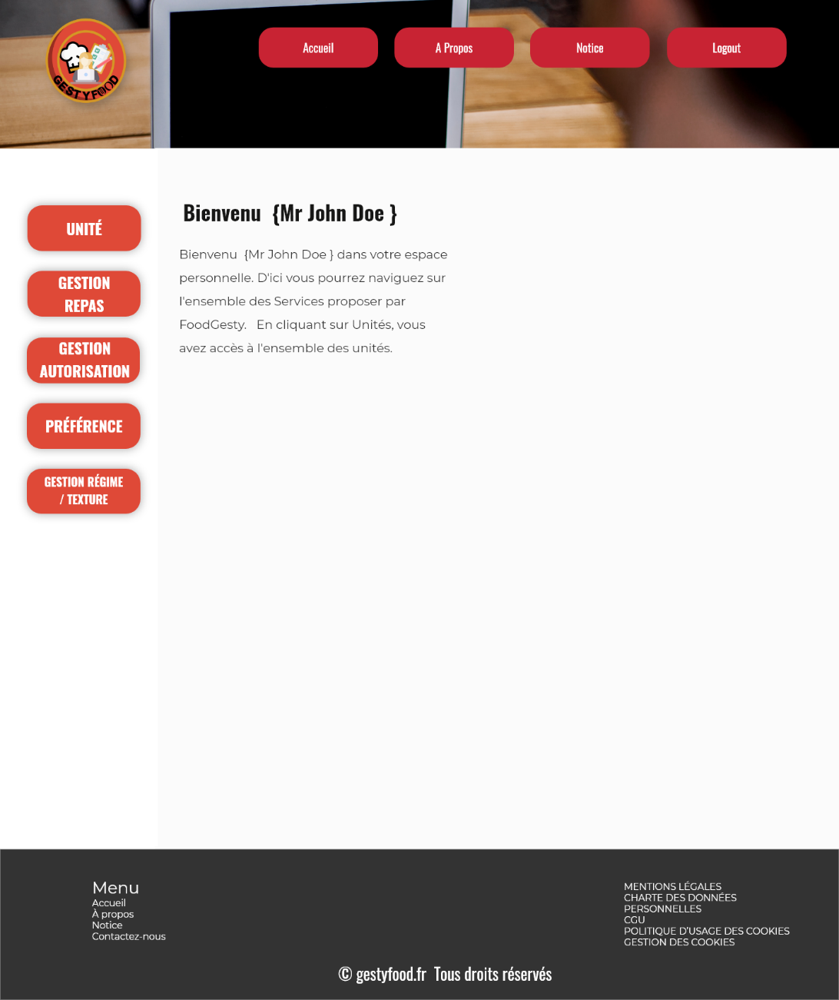 GESTYFOOD
Accueil
A Propos
Notice
Logout
UNITÉ
GESTION
REPAS
GESTION
AUTORISATION
PRÉFÉRENCE
GESTION RÉGIME
/ TEXTURE
Bienvenu  {Mr John Doe }
Bienvenu  {Mr John Doe } dans votre espace
personnelle. D'ici vous pourrez naviguez sur
l'ensemble des Services proposer par
FoodGesty.   En cliquant sur Unités, vous
avez accès à l'ensemble des unités.
Menu
Accueil
À propos
Notice
Contactez-nous
MENTIONS LÉGALES
CHARTE DES DONNÉES
PERSONNELLES
CGU
POLITIQUE D'USAGE DES COOKIES
GESTION DES COOKIES
© gestyfood.fr  Tous droits réservés